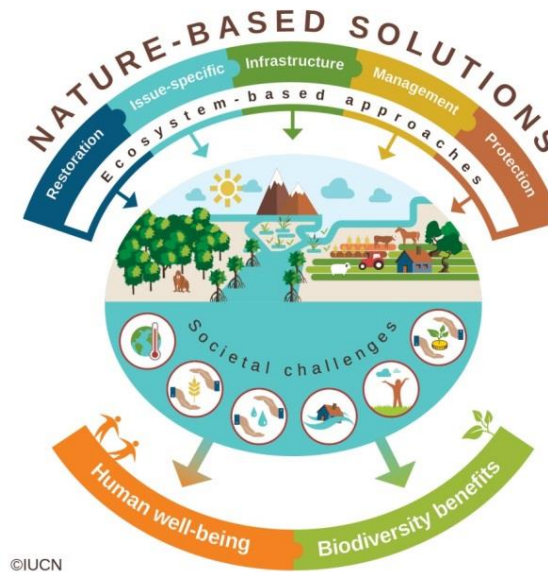 NATURE-BASED SOLUTIONS
Restoration
Issue-specific
Infrastructure
Management
Protection
Ecosystem-based approaches
Societal challenges
Human well-being
Biodiversity benefits
©IUCN